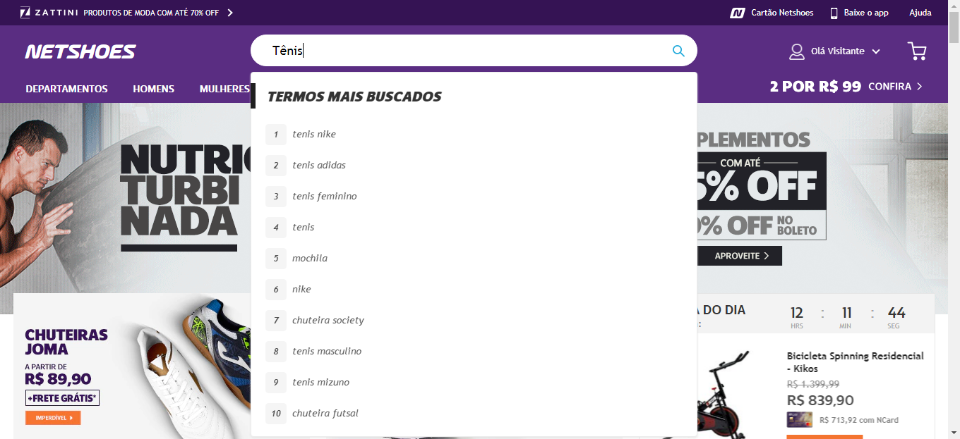 ZATTINI PRODUTOS DE MODA COM ATÉ 70% OFF
Cartão Netshoes
Baixe o app
Ajuda
NETSHOES
Tênis
Olá Visitante
DEPARTAMENTOS
HOMENS
MULHERES
2 POR R$ 99 CONFIRA
TERMOS MAIS BUSCADOS
1 tenis nike
2 tenis adidas
3 tenis feminino
4 tenis
5 mochila
6 nike
7 chuteira society
8 tenis masculino
9 tenis mizuno
10 chuteira futsal
TURBI
NADA
COM ATÉ
5% OFF
% OFF NO
BOLETO
APROVEITE
CHUTEIRAS
JOMA
A PARTIR DE
R$ 89,90
+FRETE GRÁTIS*
IMPERDÍVEL
DO DIA
12 : 11 : 44
HRS MIN SEG
Bicicleta Spinning Residencial
- Kikos
R$ 1.399,99
R$ 839,90
R$ 713,92 com NCard